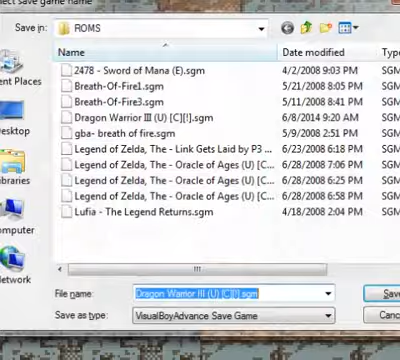 elect save game name
Save in: ROMS
Name Date modified Type
2478 - Sword of Mana (E).sgm 4/2/2008 9:03 PM SGM
Breath-Of-Fire1.sgm 5/21/2008 8:05 PM SGM
Breath-Of-Fire3.sgm 5/11/2008 8:41 PM SGM
Dragon Warrior III (U) [C][!].sgm 6/8/2014 9:20 AM SGM
gba- breath of fire.sgm 5/9/2008 2:51 PM SGM
Legend of Zelda, The - Link Gets Laid by P3 ... 6/23/2008 6:18 PM SGM
Legend of Zelda, The - Oracle of Ages (U) [C... 6/28/2008 7:06 PM SGM
Legend of Zelda, The - Oracle of Ages (U) [C... 6/28/2008 6:25 PM SGM
Legend of Zelda, The - Oracle of Ages (U) [C... 6/28/2008 6:58 PM SGM
Lufia - The Legend Returns.sgm 4/18/2008 2:04 PM SGM
ecent Places
Desktop
ibraries
omputer
etwork
File name: Dragon Warrior III (U) [C][!].sgm Save
Save as type: VisualBoyAdvance Save Game Canc